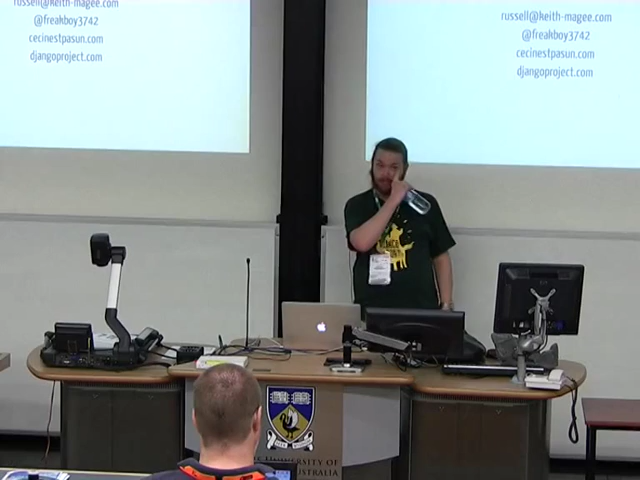 russell@keith-magee.com
@freakboy3742
cecinestpasun.com
djangoproject.com
russell@keith-magee.com
@freakboy3742
cecinestpasun.com
djangoproject.com
UNIVERSITY OF